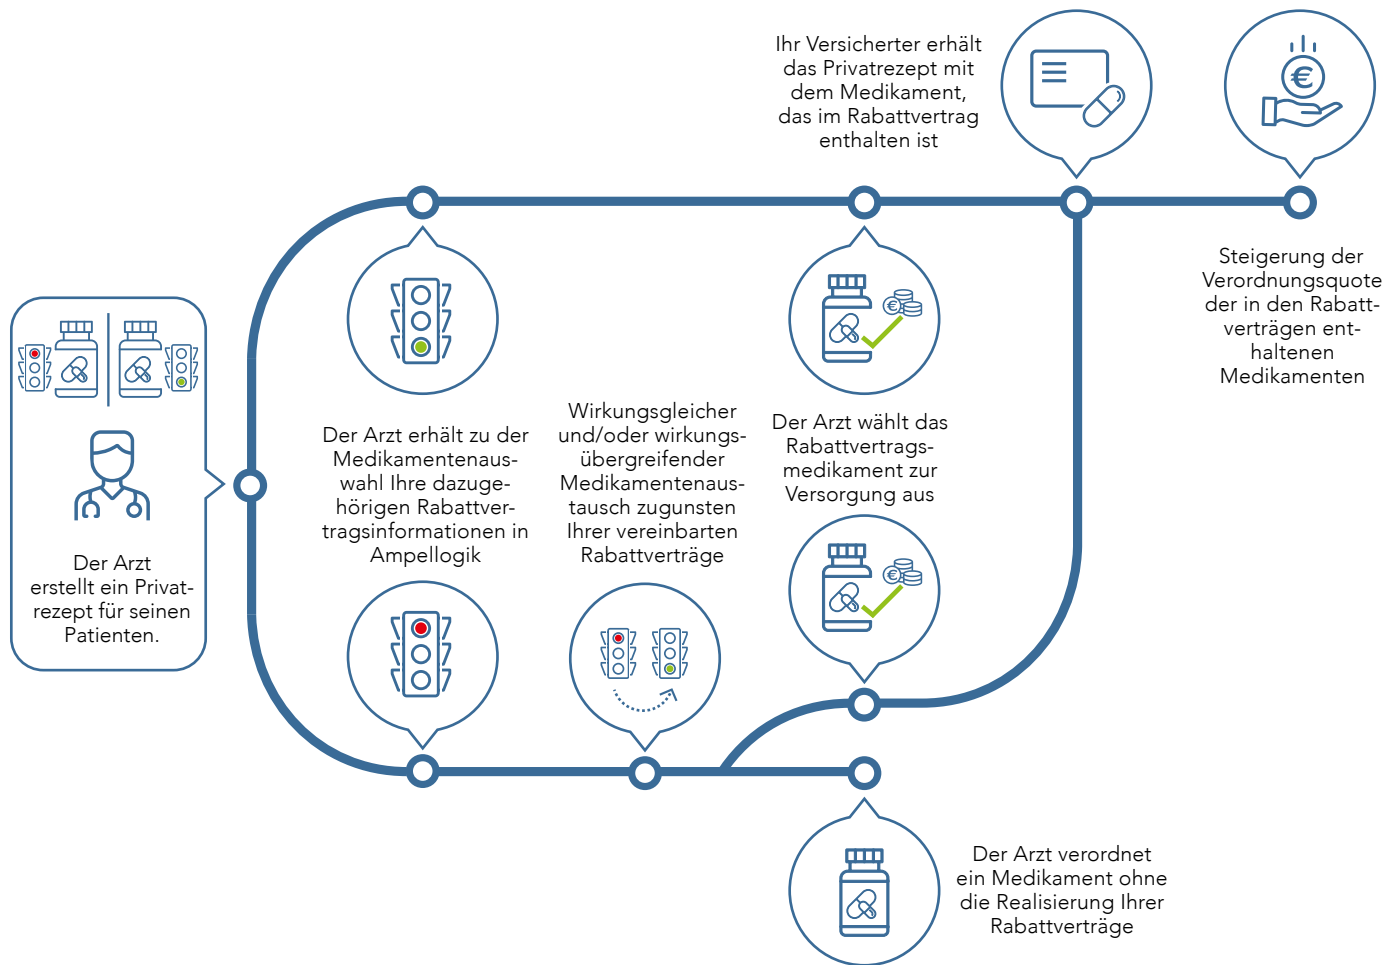 Ihr Versicherter erhält
das Privatrezept mit
dem Medikament,
das im Rabattvertrag
enthalten ist
€
Steigerung der
Verordnungsquote
der in den Rabatt-
verträgen ent-
haltenen
Medikamenten
€
Der Arzt
erstellt ein Privat-
rezept für seinen
Patienten.
Der Arzt erhält zu der
Medikamentenaus-
wahl Ihre dazuge-
hörigen Rabattver-
tragsinformationen in
Ampellogik
Wirkungsgleicher
und/oder wirkungs-
übergreifender
Medikamentenaus-
tausch zugunsten
Ihrer vereinbarten
Rabattverträge
Der Arzt wählt das
Rabattvertrags-
medikament zur
Versorgung aus
€
Der Arzt verordnet
ein Medikament ohne
die Realisierung Ihrer
Rabattverträge